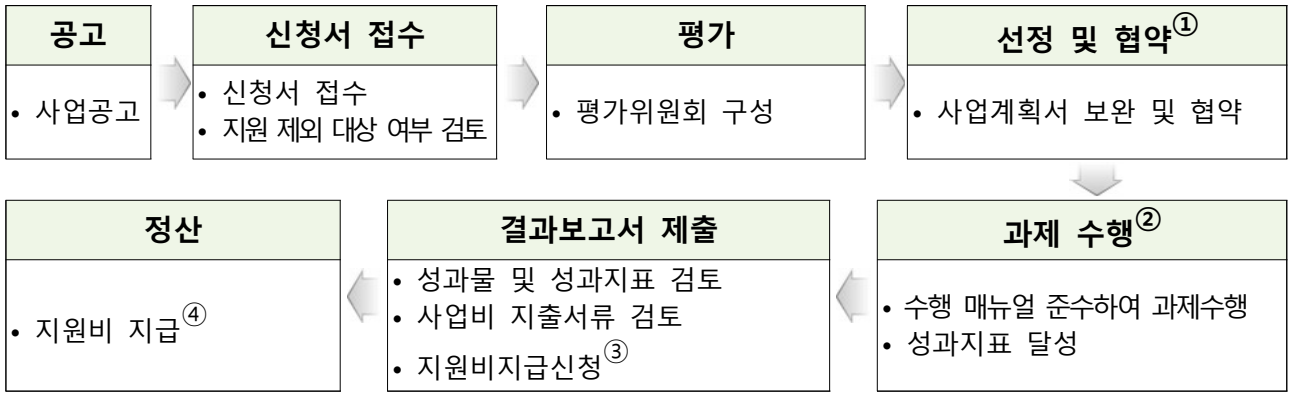 공고
• 사업공고
신청서 접수
• 신청서 접수
• 지원 제외 대상 여부 검토
평가
• 평가위원회 구성
선정 및 협약①
• 사업계획서 보완 및 협약
과제 수행②
• 수행 매뉴얼 준수하여 과제수행
• 성과지표 달성
결과보고서 제출
• 성과물 및 성과지표 검토
• 사업비 지출서류 검토
• 지원비지급신청③
정산
• 지원비 지급④